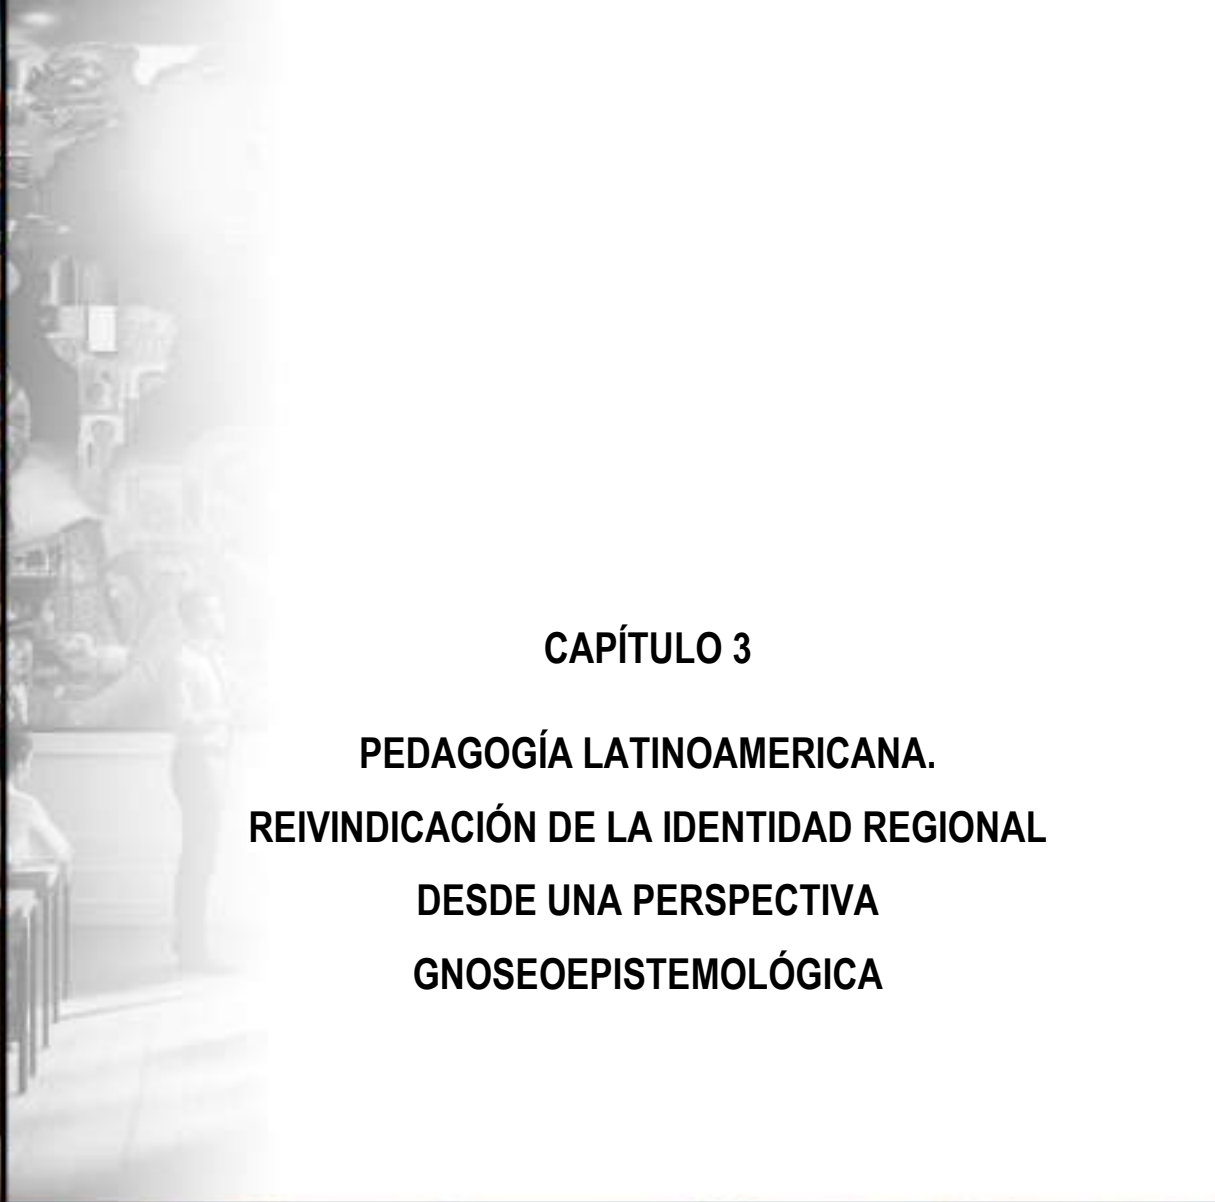 CAPÍTULO 3
PEDAGOGÍA LATINOAMERICANA.
REIVINDICACIÓN DE LA IDENTIDAD REGIONAL
DESDE UNA PERSPECTIVA
GNOSEOEPISTEMOLÓGICA